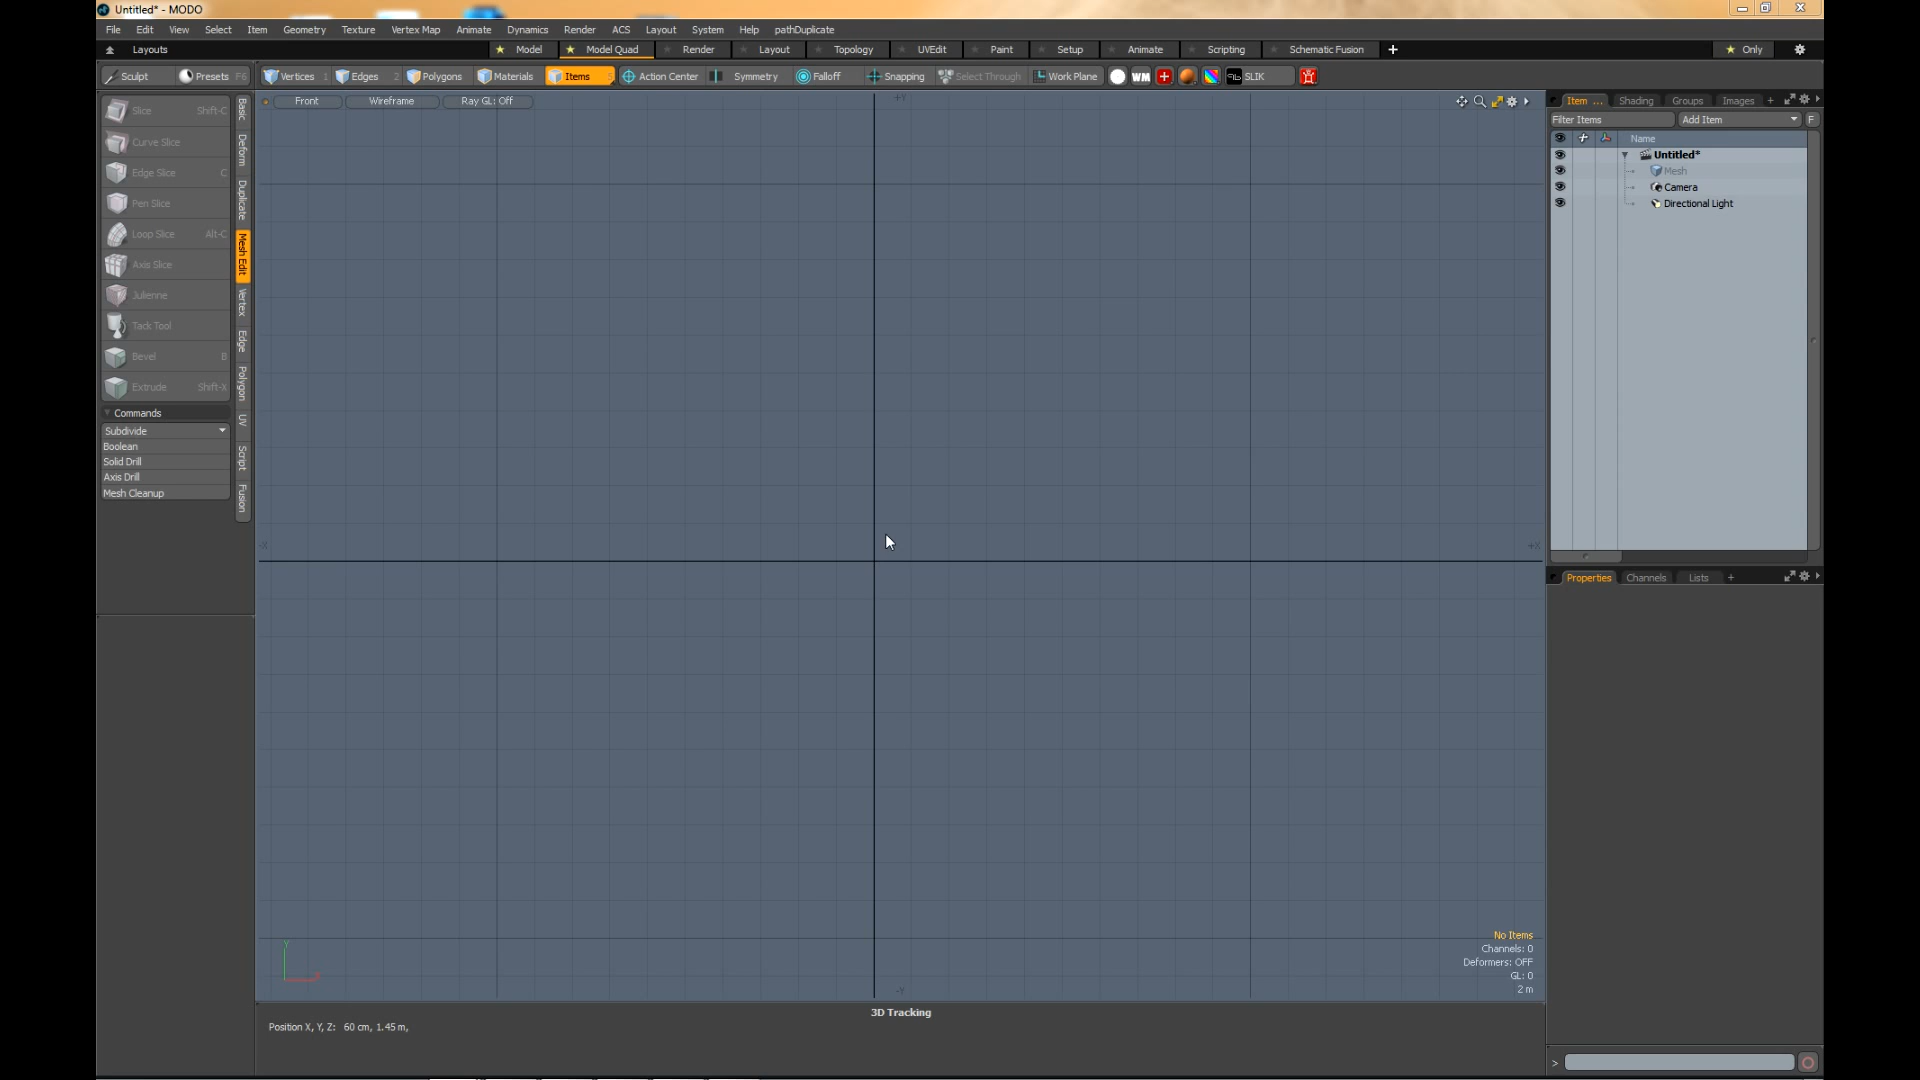 Untitled* - MODO
File Edit View Select Item Geometry Texture Vertex Map Animate Dynamics Render ACS Layout System Help pathDuplicate
Layouts Model Model Quad Render Layout Topology UVEdit Paint Setup Animate Scripting Schematic Fusion + Only
Sculpt Presets F6 Vertices 1 Edges 2 Polygons Materials Items 5 Action Center Symmetry Falloff Snapping Select Through Work Plane WM SLIK
Front Wireframe Ray GL: Off
+Y
Item ... Shading Groups Images +
Filter Items Add Item F
Name
Untitled*
Mesh
Camera
Directional Light
Slice Shift-C
Curve Slice
Edge Slice C
Pen Slice
Loop Slice Alt-C
Axis Slice
Julienne
Tack Tool
Bevel B
Extrude Shift-X
Commands
Subdivide
Boolean
Solid Drill
Axis Drill
Mesh Cleanup
Basic
Deform
Duplicate
Mesh Edit
Vertex
Edge
Polygon
UV
Script
Fusion
-X
+X
Properties Channels Lists +
No Items
Channels: 0
Deformers: OFF
GL: 0
2 m
Y
X
-Y
3D Tracking
Position X, Y, Z: 60 cm, 1.45 m,
>